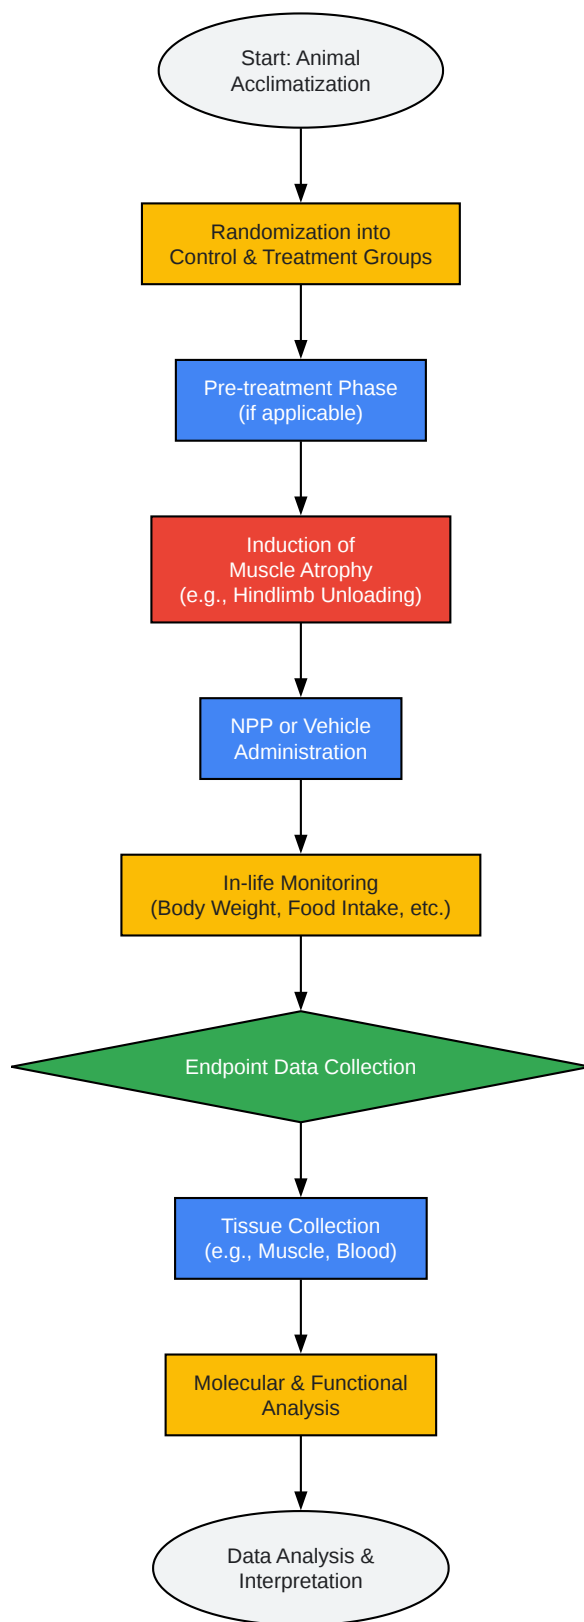 Start: Animal
Acclimatization
Randomization into
Control & Treatment Groups
Pre-treatment Phase
(if applicable)
Induction of
Muscle Atrophy
(e.g., Hindlimb Unloading)
NPP or Vehicle
Administration
In-life Monitoring
(Body Weight, Food Intake, etc.)
Endpoint Data Collection
Tissue Collection
(e.g., Muscle, Blood)
Molecular & Functional
Analysis
Data Analysis &
Interpretation